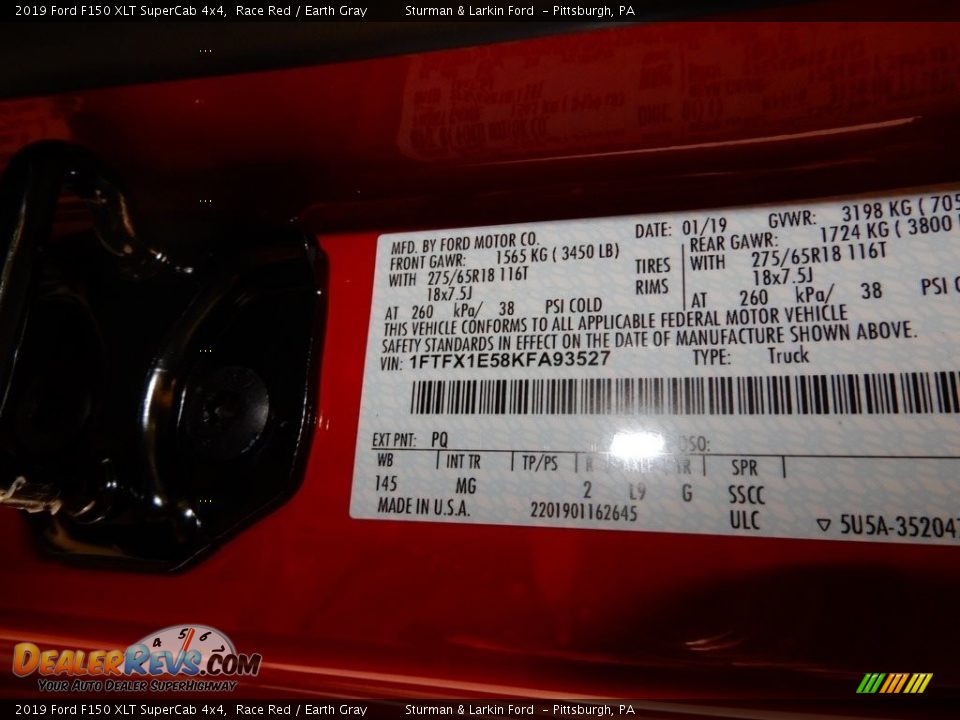 2019 Ford F150 XLT SuperCab 4x4, Race Red / Earth Gray Sturman & Larkin Ford - Pittsburgh, PA
MFD. BY FORD MOTOR CO. DATE: 01/19 GVWR: 3198 KG ( 705
FRONT GAWR: 1565 KG ( 3450 LB) REAR GAWR: 1724 KG ( 3800
WITH 275/65R18 116T TIRES WITH 275/65R18 116T
18x7.5J RIMS 18x7.5J
AT 260 kPa/ 38 PSI COLD AT 260 kPa/ 38 PSI
THIS VEHICLE CONFORMS TO ALL APPLICABLE FEDERAL MOTOR VEHICLE
SAFETY STANDARDS IN EFFECT ON THE DATE OF MANUFACTURE SHOWN ABOVE.
VIN: 1FTFX1E58KFA93527 TYPE: Truck
EXT PNT: PQ DSO:
WB INT TR TP/PS R AXLE TR SPR
145 MG 2 L9 G SSCC
MADE IN U.S.A. 2201901162645 ULC ▽ 5U5A-35204
4 5 6
DEALERREVS.COM
Your Auto Dealer SuperHighway
2019 Ford F150 XLT SuperCab 4x4, Race Red / Earth Gray Sturman & Larkin Ford - Pittsburgh, PA